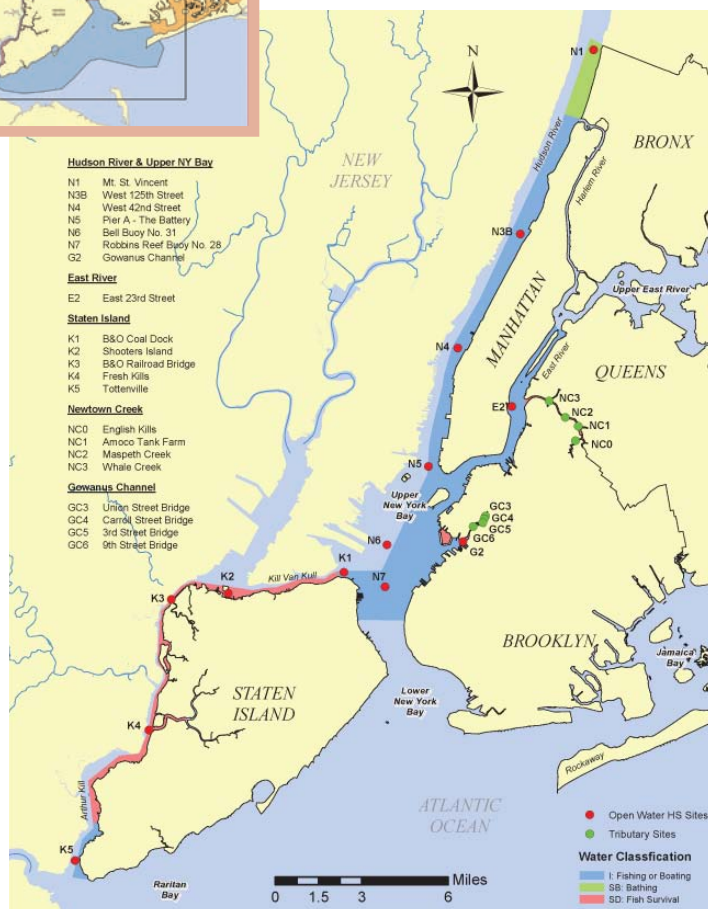 N
N1
BRONX
NEW
JERSEY
Hudson River
Harlem River
Hudson River & Upper NY Bay
N1 Mt. St. Vincent
N3B West 125th Street
N4 West 42nd Street
N5 Pier A - The Battery
N6 Bell Buoy No. 31
N7 Robbins Reef Buoy No. 28
G2 Gowanus Channel
East River
E2 East 23rd Street
Staten Island
K1 B&O Coal Dock
K2 Shooters Island
K3 B&O Railroad Bridge
K4 Fresh Kills
K5 Tottenville
Newtown Creek
NC0 English Kills
NC1 Amoco Tank Farm
NC2 Maspeth Creek
NC3 Whale Creek
Gowanus Channel
GC3 Union Street Bridge
GC4 Carrol Street Bridge
GC5 3rd Street Bridge
GC6 9th Street Bridge
N3B
Upper East River
MANHATTAN
N4
East River
QUEENS
E2
NC3
NC2
NC1
NC0
N5
Upper
New York
Bay
GC3
GC4
GC5
GC6
G2
N6
K1
Kill Van Kull
K2
K3
N7
BROOKLYN
Jamaica
Bay
STATEN
ISLAND
Lower
New York
Bay
K4
Rockaway
Arthur Kill
ATLANTIC
OCEAN
K5
Raritan
Bay
Miles
0 1.5 3 6
Open Water HS Sites
Tributary Sites
Water Classfication
I: Fishing or Boating
SB: Bathing
SD: Fish Survival